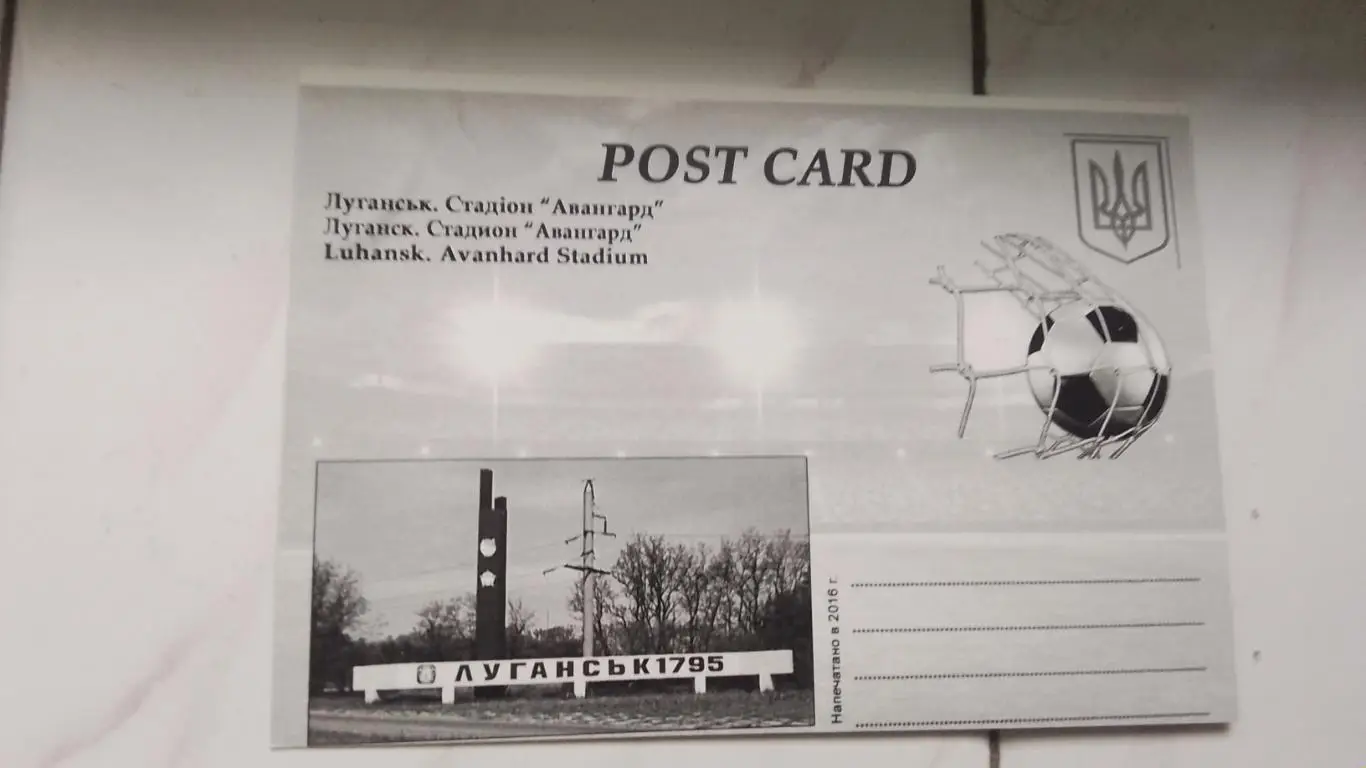 POST CARD
Луганськ. Стадіон "Авангард"
Луганск. Стадион "Авангард"
Luhansk. Avanhard Stadium
ЛУГАНСЬК1795
Напечатано в 2016 г.